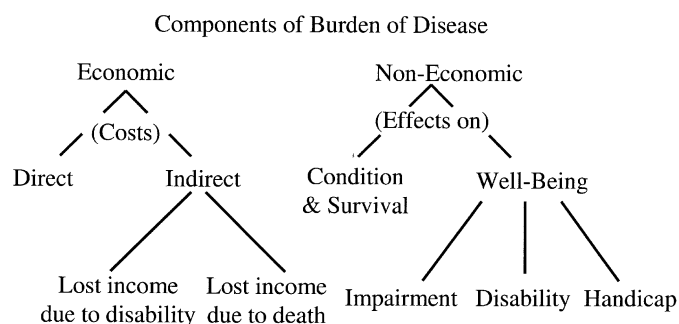 Components of Burden of Disease
Economic
Non-Economic
(Costs)
(Effects on)
Direct
Indirect
Condition
& Survival
Well-Being
Lost income
due to disability
Lost income
due to death
Impairment
Disability
Handicap